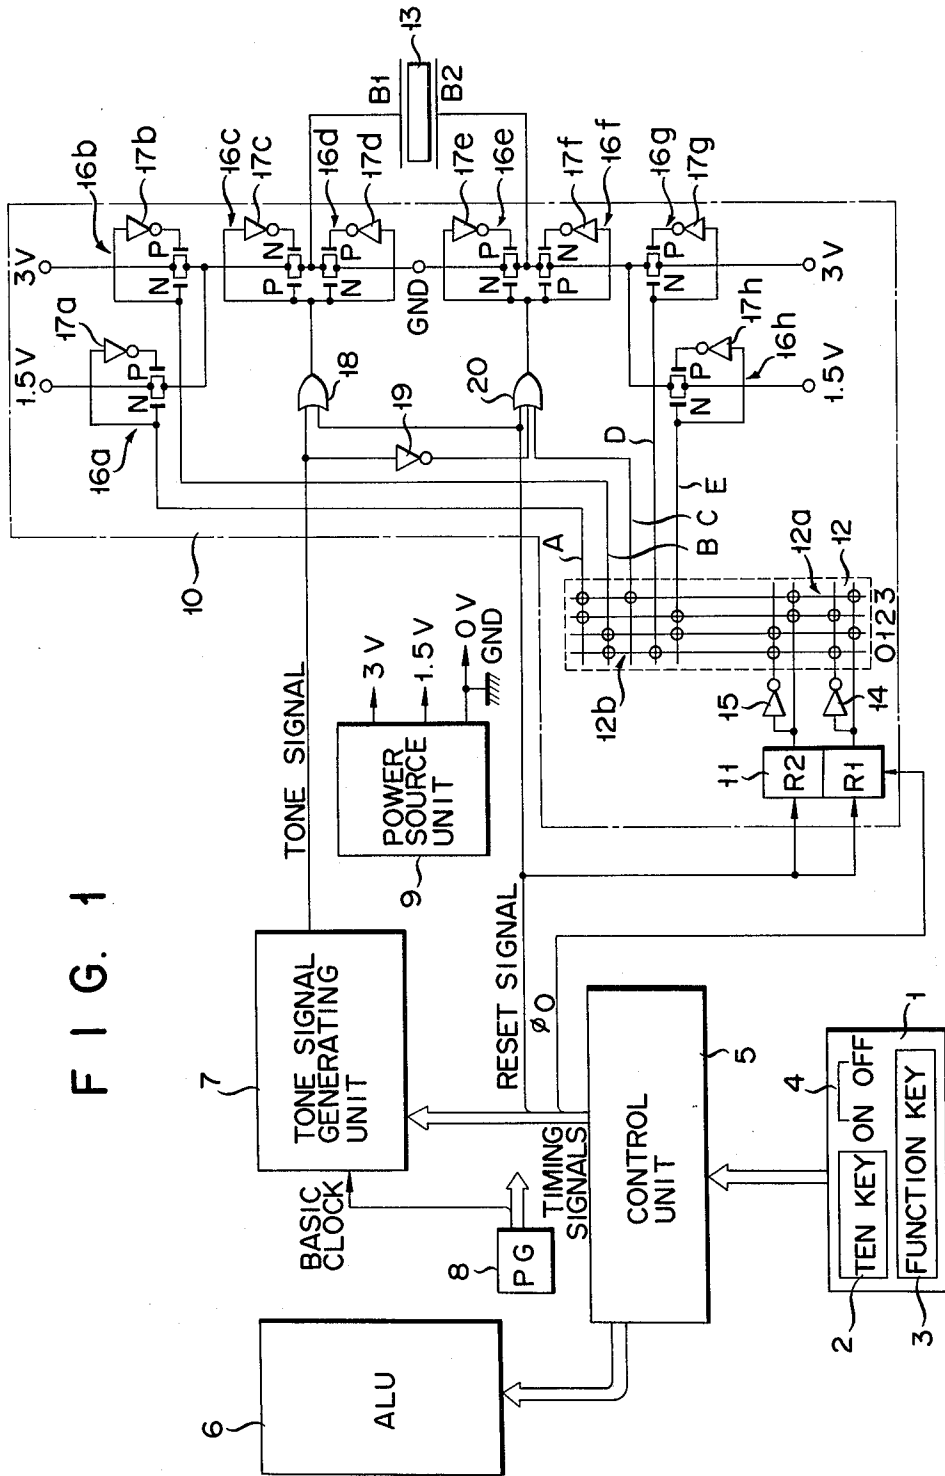 FIG. 1
6
ALU
7
TONE SIGNAL
GENERATING
UNIT
BASIC
CLOCK
8
PG
TIMING
SIGNALS
CONTROL
UNIT
5
2
TEN KEY
4
ON OFF
1
3
FUNCTION KEY
TONE SIGNAL
POWER
SOURCE
UNIT
9
3V
1.5V
0V
GND
RESET SIGNAL
ø0
10
11
R2
R1
15
14
12b
12a
12
0123
A
B
C
D
E
18
19
20
1.5V
3V
16a
17a
N
P
16b
17b
N
P
16c
17c
P
N
16d
17d
N
P
GND
17e
16e
N
P
17f
16f
P
N
16g
17g
N
P
17h
16h
N
P
3V
1.5V
B1
B2
13